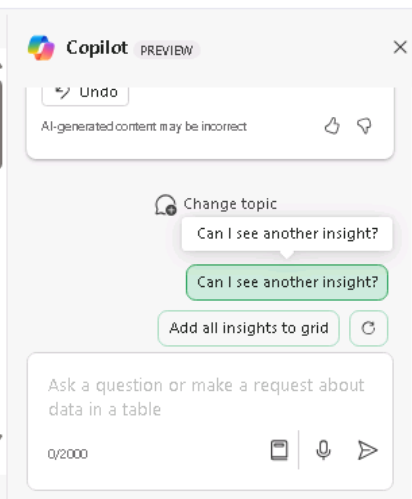 Copilot PREVIEW
Undo
AI-generated content may be incorrect
Change topic
Can I see another insight?
Can I see another insight?
Add all insights to grid
Ask a question or make a request about
data in a table
0/2000